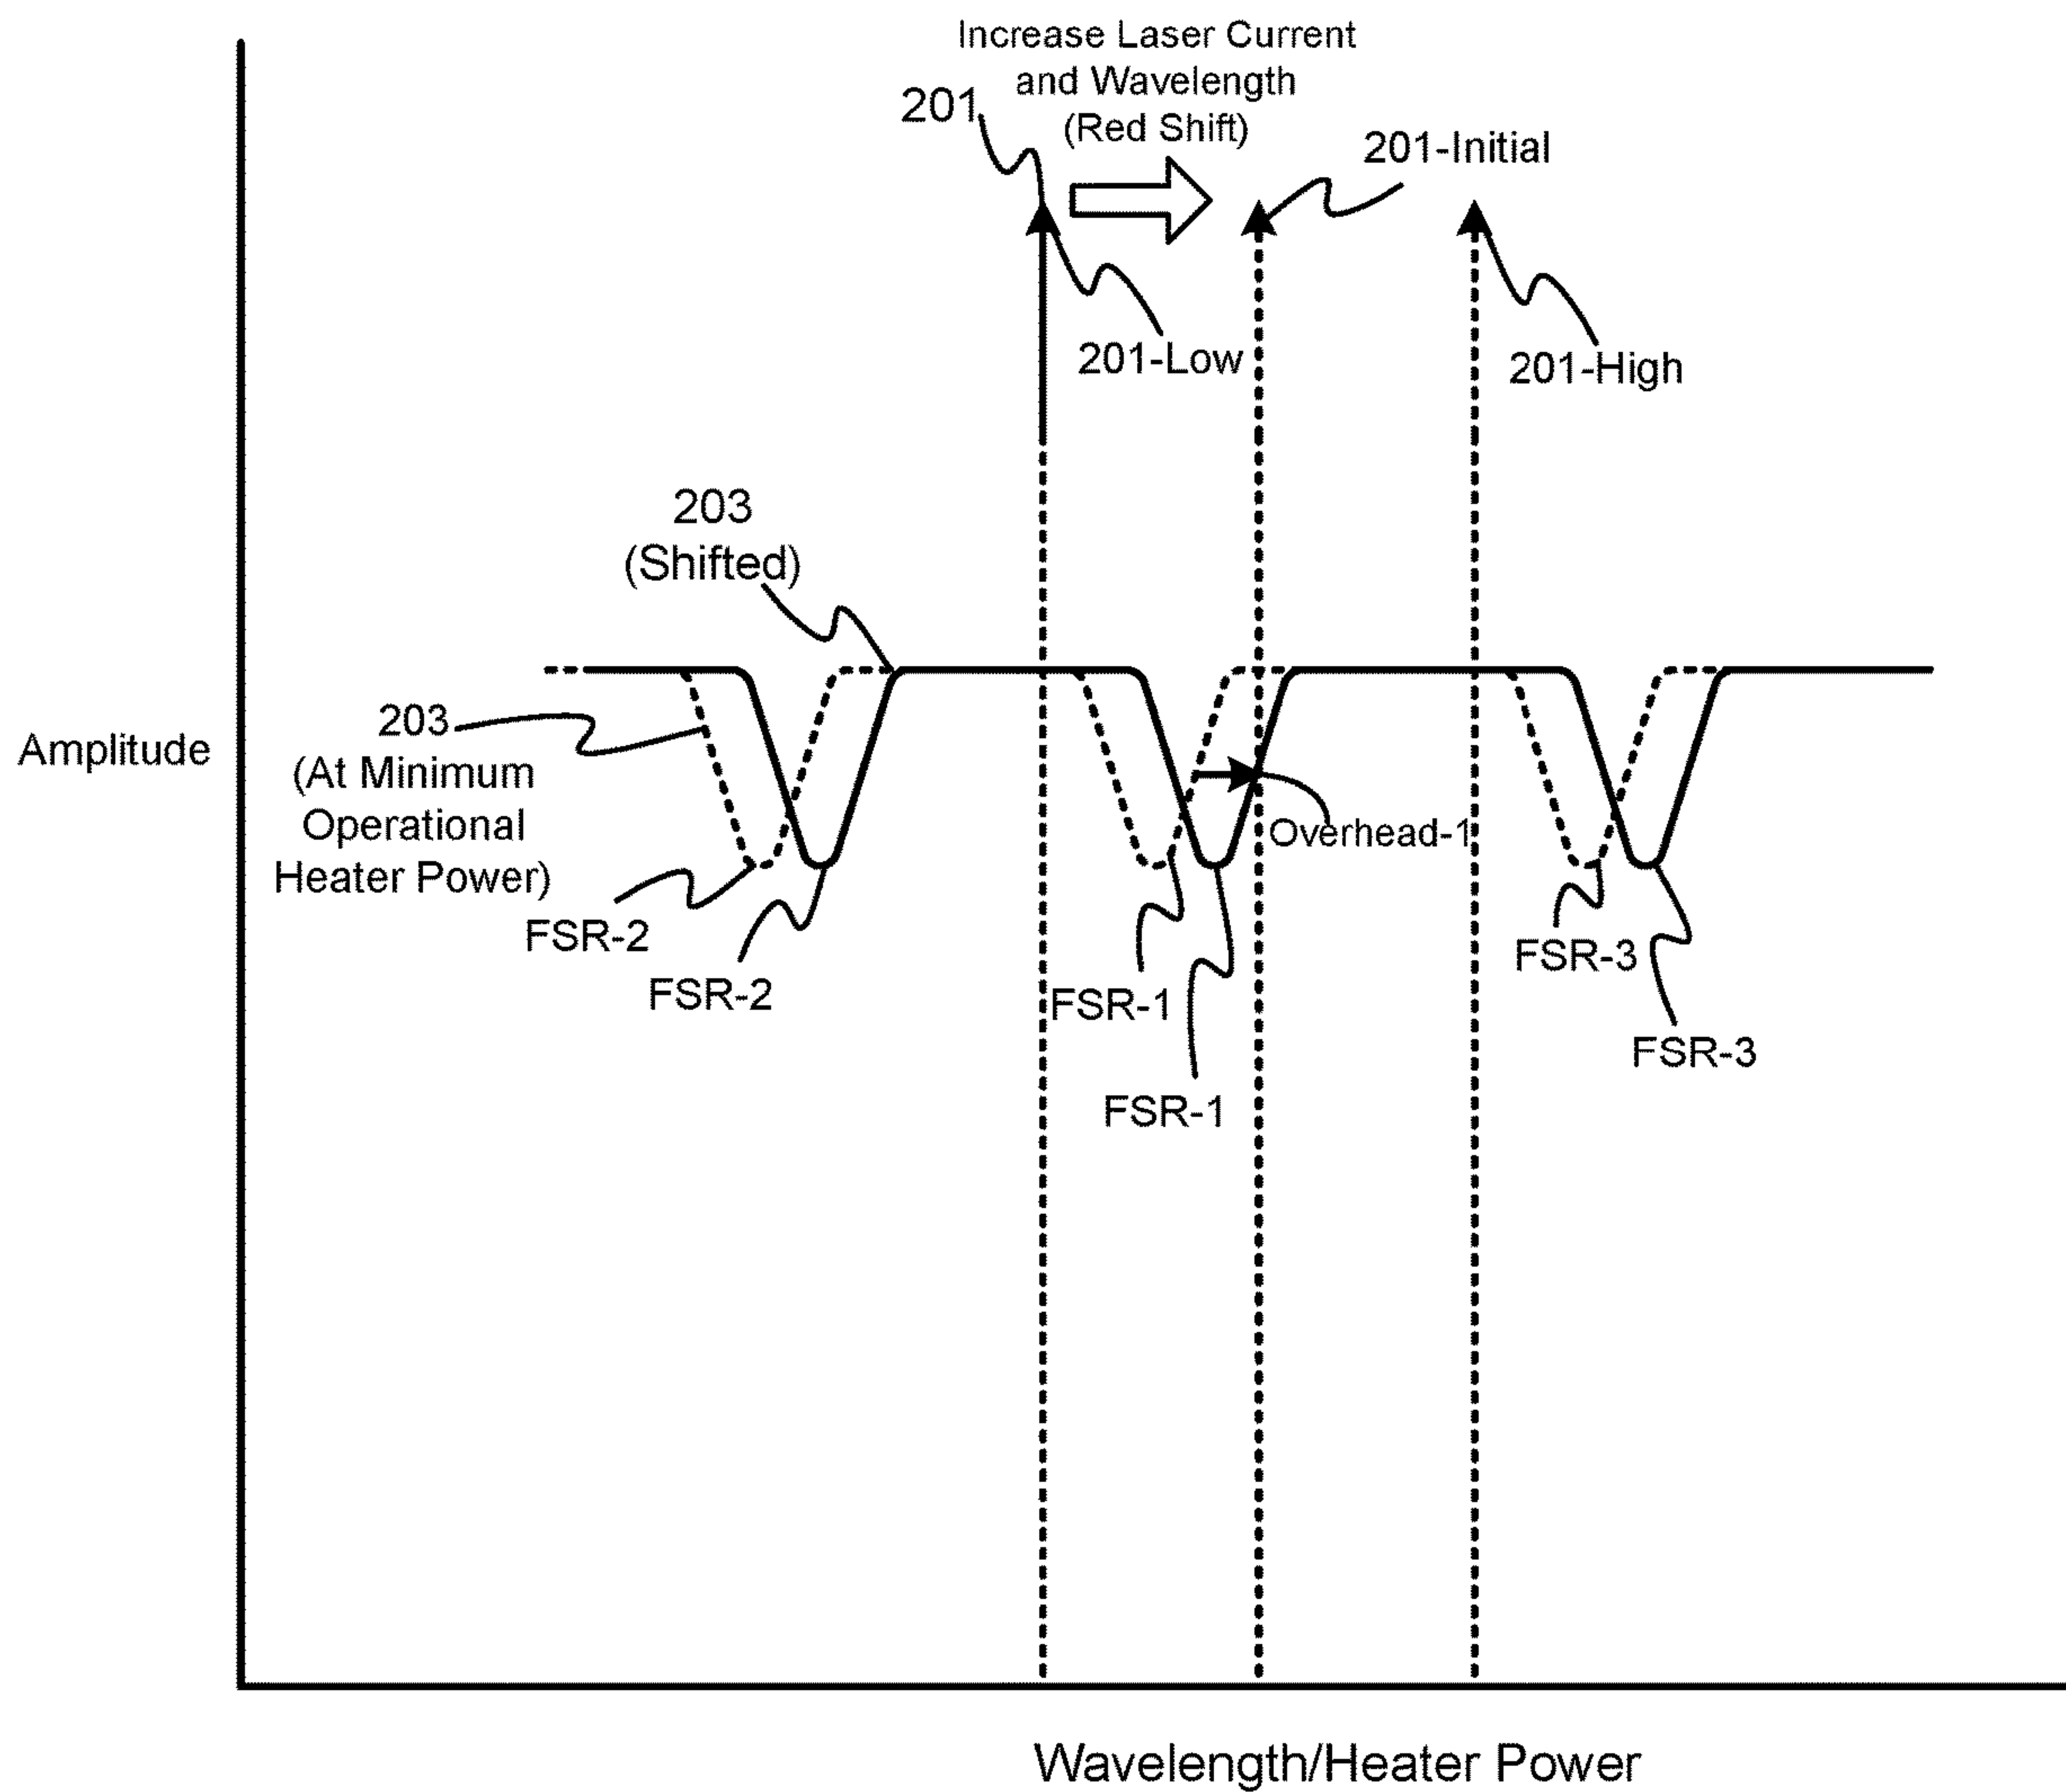 Increase Laser Current
and Wavelength
(Red Shift)
201
201-Initial
201-Low
201-High
203
(Shifted)
203
(At Minimum
Operational
Heater Power)
Amplitude
Overhead-1
FSR-2
FSR-2
FSR-1
FSR-1
FSR-3
FSR-3
Wavelength/Heater Power